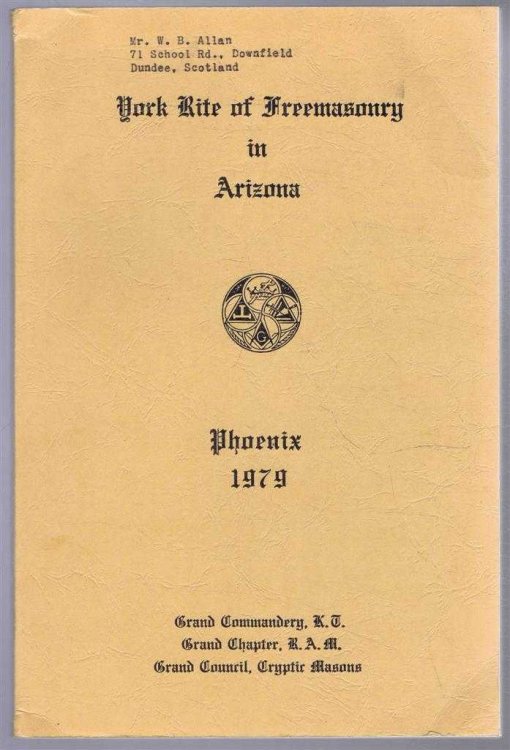 Mr. W. B. Allan
71 School Rd., Downfield
Dundee, Scotland
York Rite of Freemasonry
in
Arizona
G
Phoenix
1979
Grand Commandery, K.T.
Grand Chapter, R.A.M.
Grand Council, Cryptic Masons